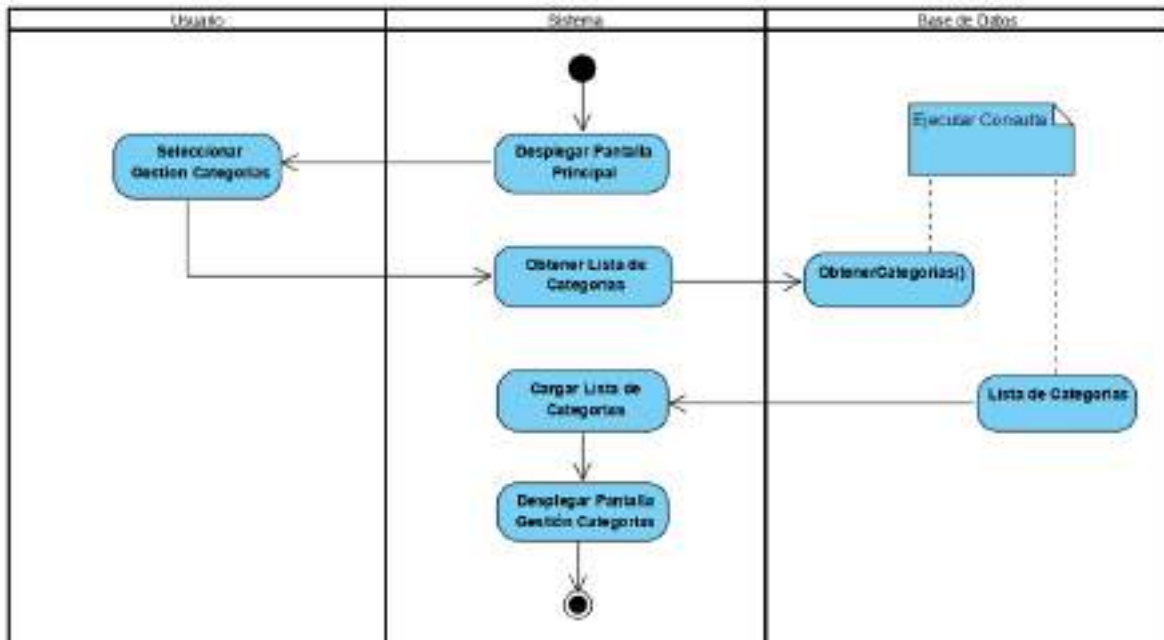 Usuario
Sistema
Base de Datos
Ejecutar Consulta
Seleccionar
Gestion Categorias
Desplegar Pantalla
Principal
Obtener Lista de
Categorias
ObtenerCategorias()
Cargar Lista de
Categorias
Lista de Categorias
Desplegar Pantalla
Gestión Categorias